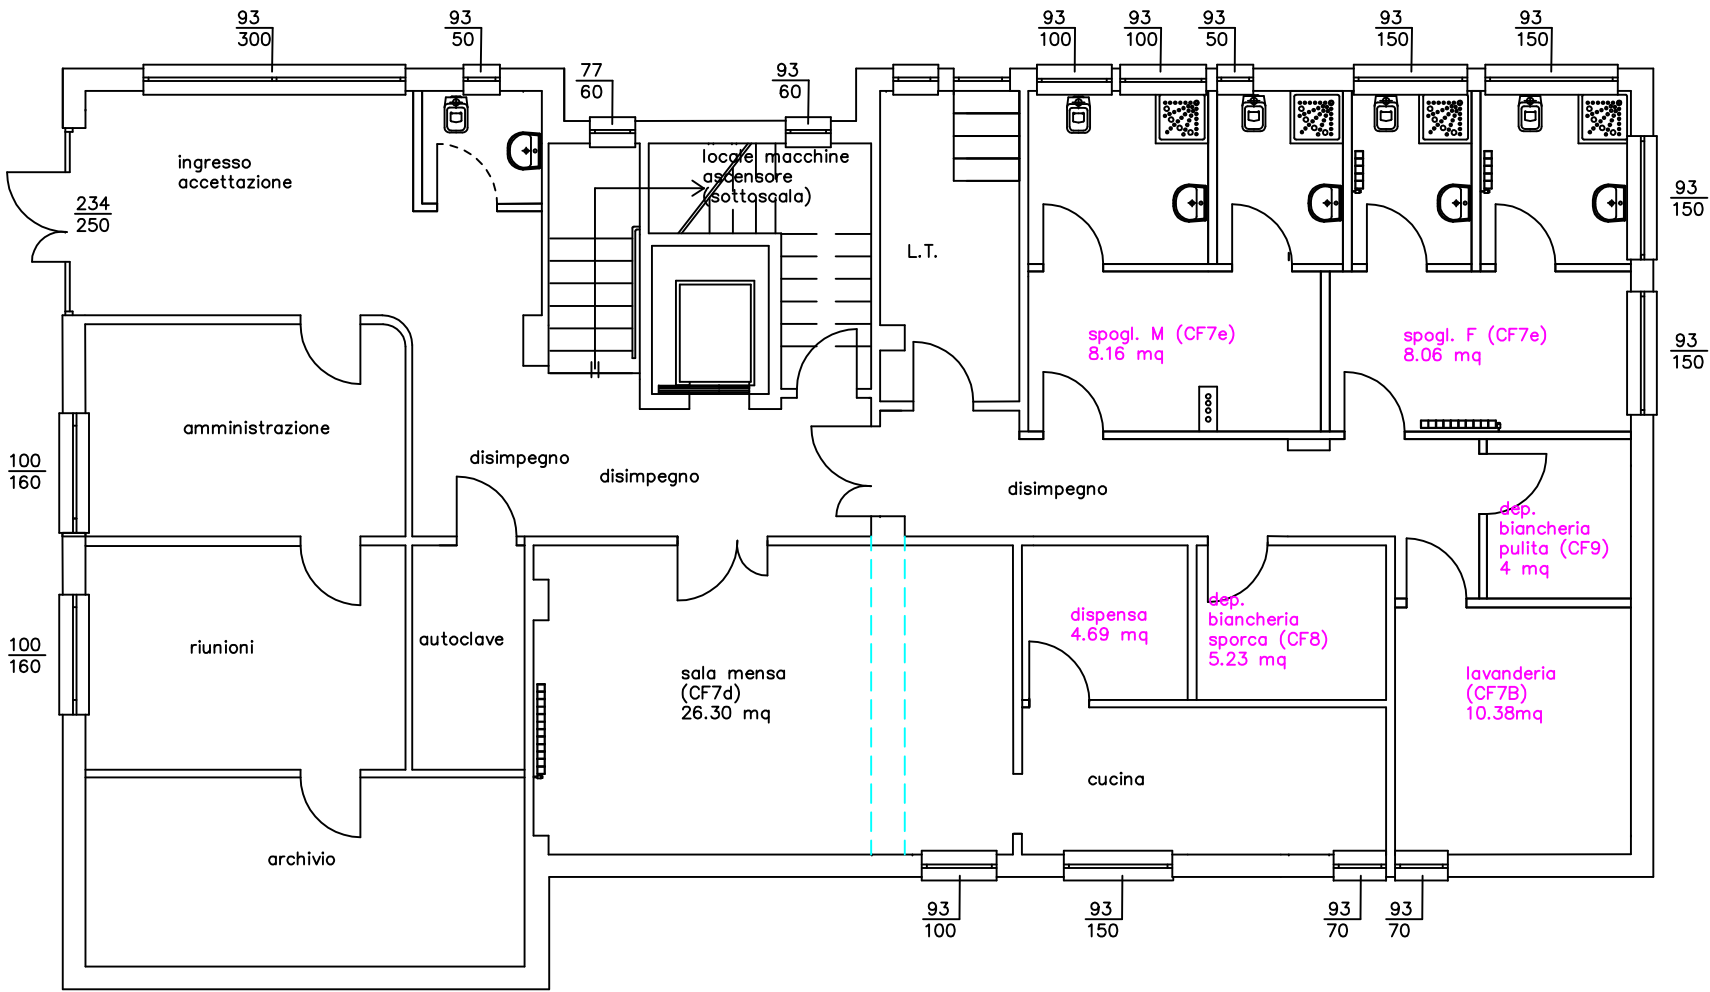 93
300
93
50
77
60
93
60
93
100
93
100
93
50
93
150
93
150
ingresso
accettazione
234
250
locale macchine
ascensore
(sottoscala)
93
150
L.T.
spogl. M (CF7e)
8.16 mq
spogl. F (CF7e)
8.06 mq
93
150
amministrazione
100
160
disimpegno
disimpegno
disimpegno
dep.
biancheria
pulita (CF9)
4 mq
riunioni
100
160
autoclave
sala mensa
(CF7d)
26.30 mq
dispensa
4.69 mq
dep.
biancheria
sporca (CF8)
5.23 mq
lavanderia
(CF7B)
10.38mq
cucina
archivio
93
100
93
150
93
70
93
70